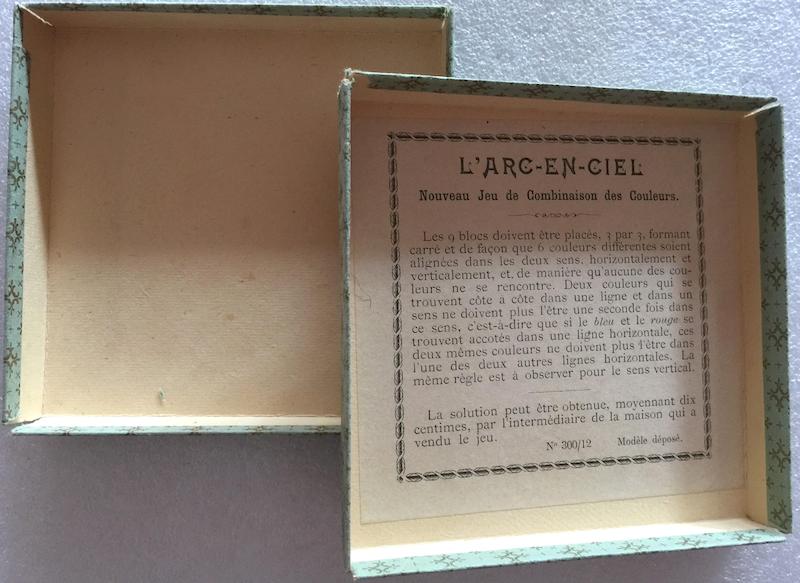 L'ARC-EN-CIEL
Nouveau Jeu de Combinaison des Couleurs.
Les 9 blocs doivent être placés, 3 par 3, formant
carré et de façon que 6 couleurs différentes soient
alignées dans les deux sens, horizontalement et
verticalement, et, de manière qu'aucune des cou-
leurs ne se rencontre. Deux couleurs qui se
trouvent côte à côte dans une ligne et dans un
sens ne doivent plus l'être une seconde fois dans
ce sens, c'est-à-dire que si le bleu et le rouge se
trouvent accotés dans une ligne horizontale, ces
deux mêmes couleurs ne doivent plus l'être dans
l'une des deux autres lignes horizontales. La
même règle est à observer pour le sens vertical.
La solution peut être obtenue, moyennant dix
centimes, par l'intermédiaire de la maison qui a
vendu le jeu.
No 300/12 Modèle déposé.